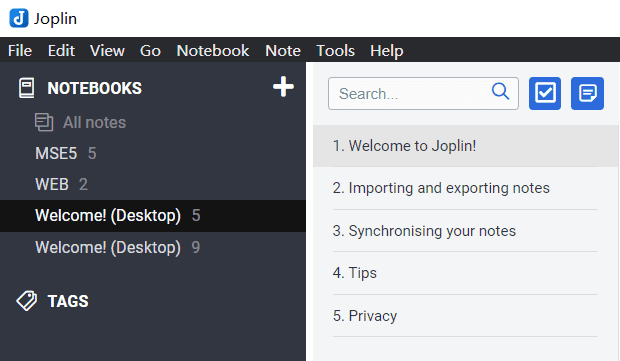 Joplin
File Edit View Go Notebook Note Tools Help
NOTEBOOKS
All notes
MSE5 5
WEB 2
Welcome! (Desktop) 5
Welcome! (Desktop) 9
TAGS
Search...
1. Welcome to Joplin!
2. Importing and exporting notes
3. Synchronising your notes
4. Tips
5. Privacy